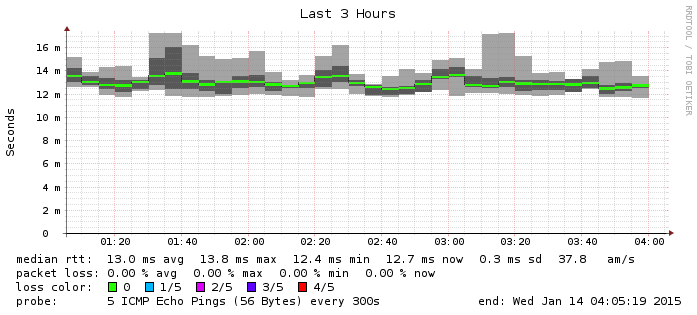 Last 3 Hours
RRDTOOL / TOBI OETIKER
Seconds
16 m
14 m
12 m
10 m
8 m
6 m
4 m
2 m
0
01:20 01:40 02:00 02:20 02:40 03:00 03:20 03:40 04:00
median rtt: 13.0 ms avg 13.8 ms max 12.4 ms min 12.7 ms now 0.3 ms sd 37.8 am/s
packet loss: 0.00 % avg 0.00 % max 0.00 % min 0.00 % now
loss color: 0 1/5 2/5 3/5 4/5
probe: 5 ICMP Echo Pings (56 Bytes) every 300s end: Wed Jan 14 04:05:19 2015